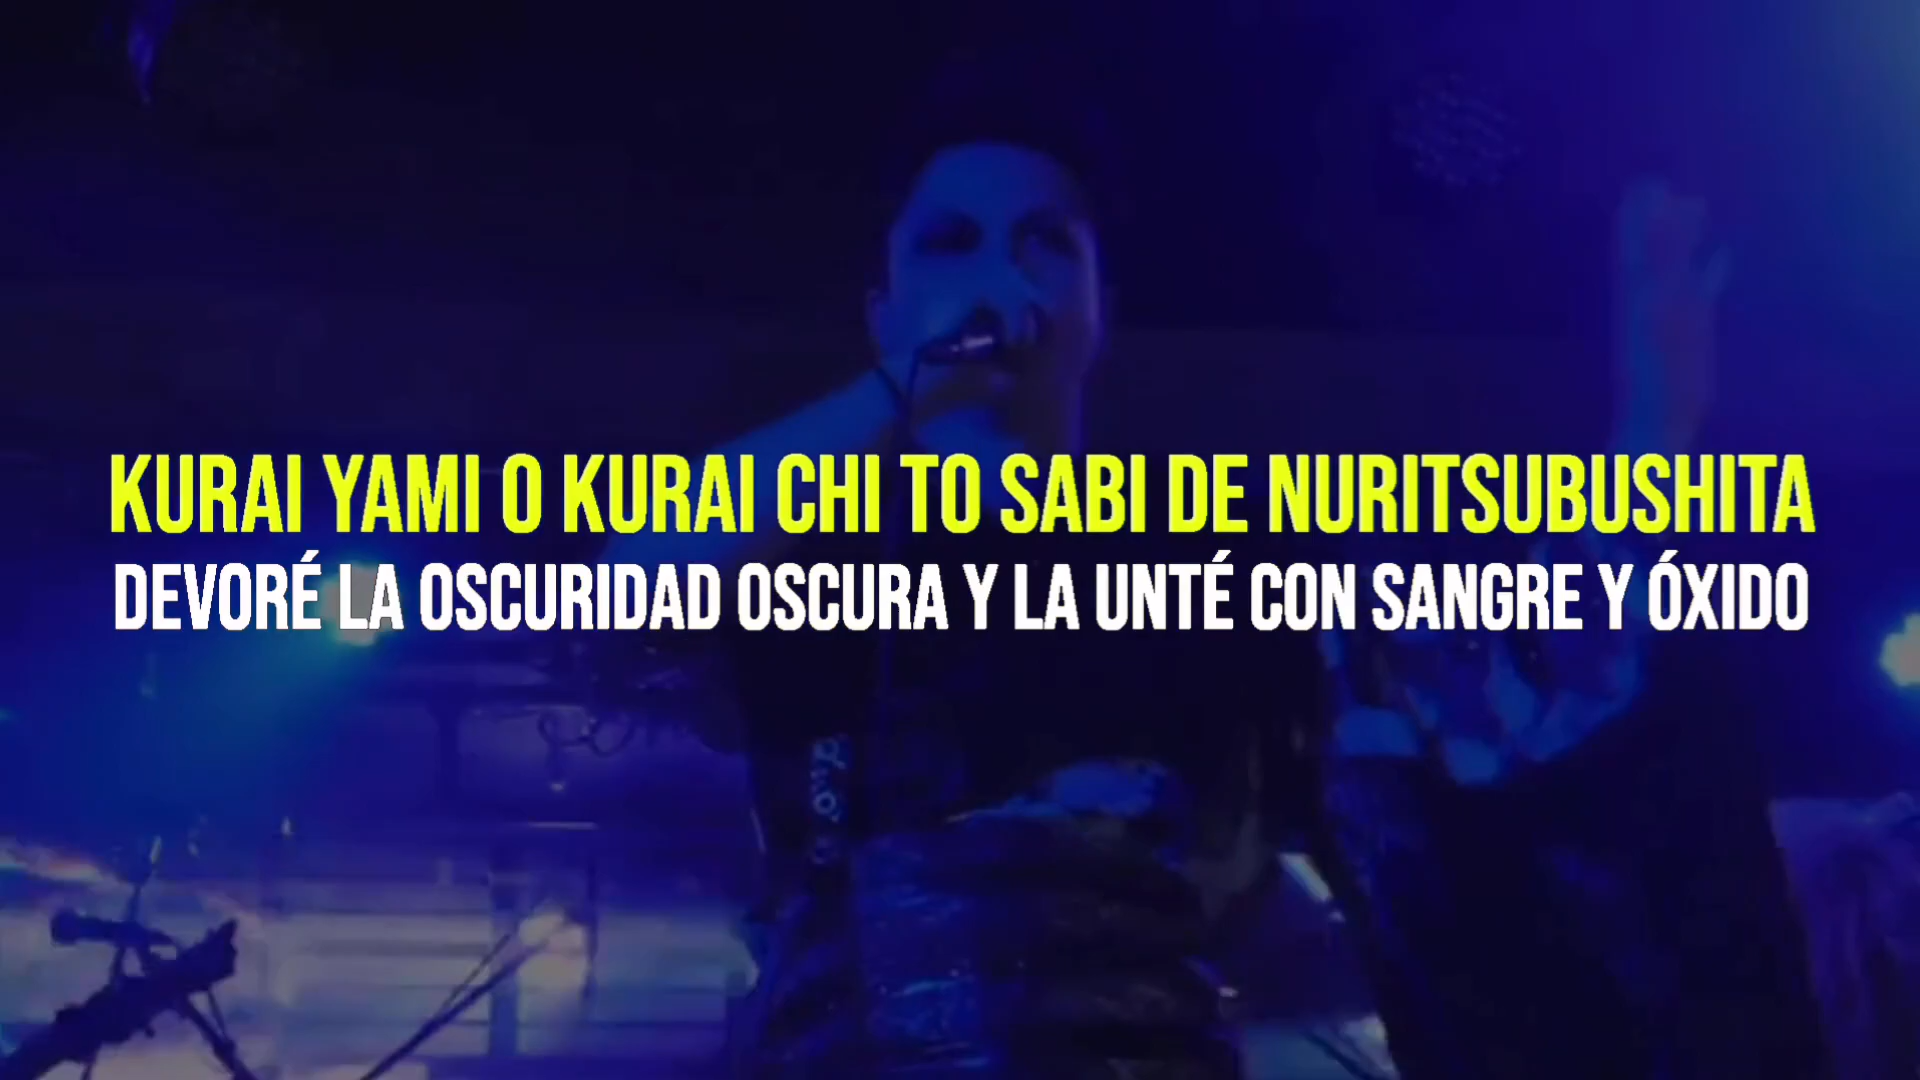 KURAI YAMI O KURAI CHI TO SABI DE NURITSUBUSHITA
DEVORÉ LA OSCURIDAD OSCURA Y LA UNTÉ CON SANGRE Y ÓXIDO